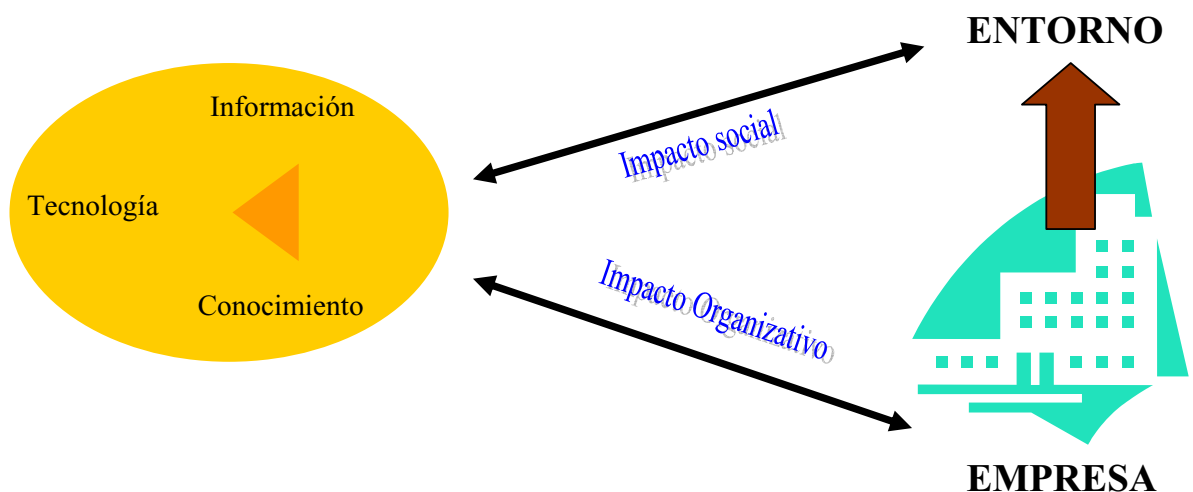 ENTORNO
Información
Impacto social
Tecnología
Conocimiento
Impacto Organizativo
EMPRESA